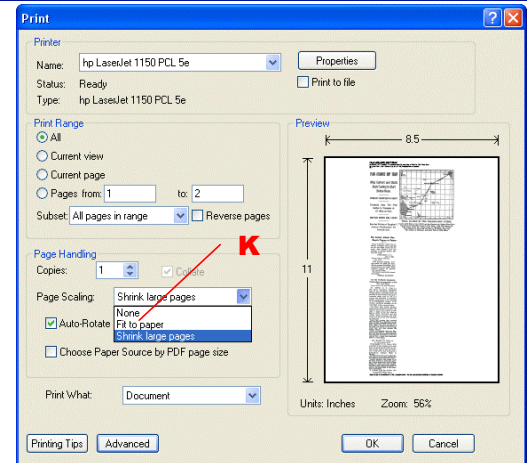 Print
Printer
Name: hp LaserJet 1150 PCL 5e Properties
Status: Ready Print to file
Type: hp LaserJet 1150 PCL 5e
Print Range
All
Current view
Current page
Pages from: 1 to: 2
Subset: All pages in range Reverse pages
Preview
8.5
11
K
Page Handling
Copies: 1 Collate
Page Scaling: Shrink large pages
None
Fit to paper
Shrink large pages
Auto-Rotate
Choose Paper Source by PDF page size
Print What: Document
Units: Inches Zoom: 56%
Printing Tips Advanced OK Cancel